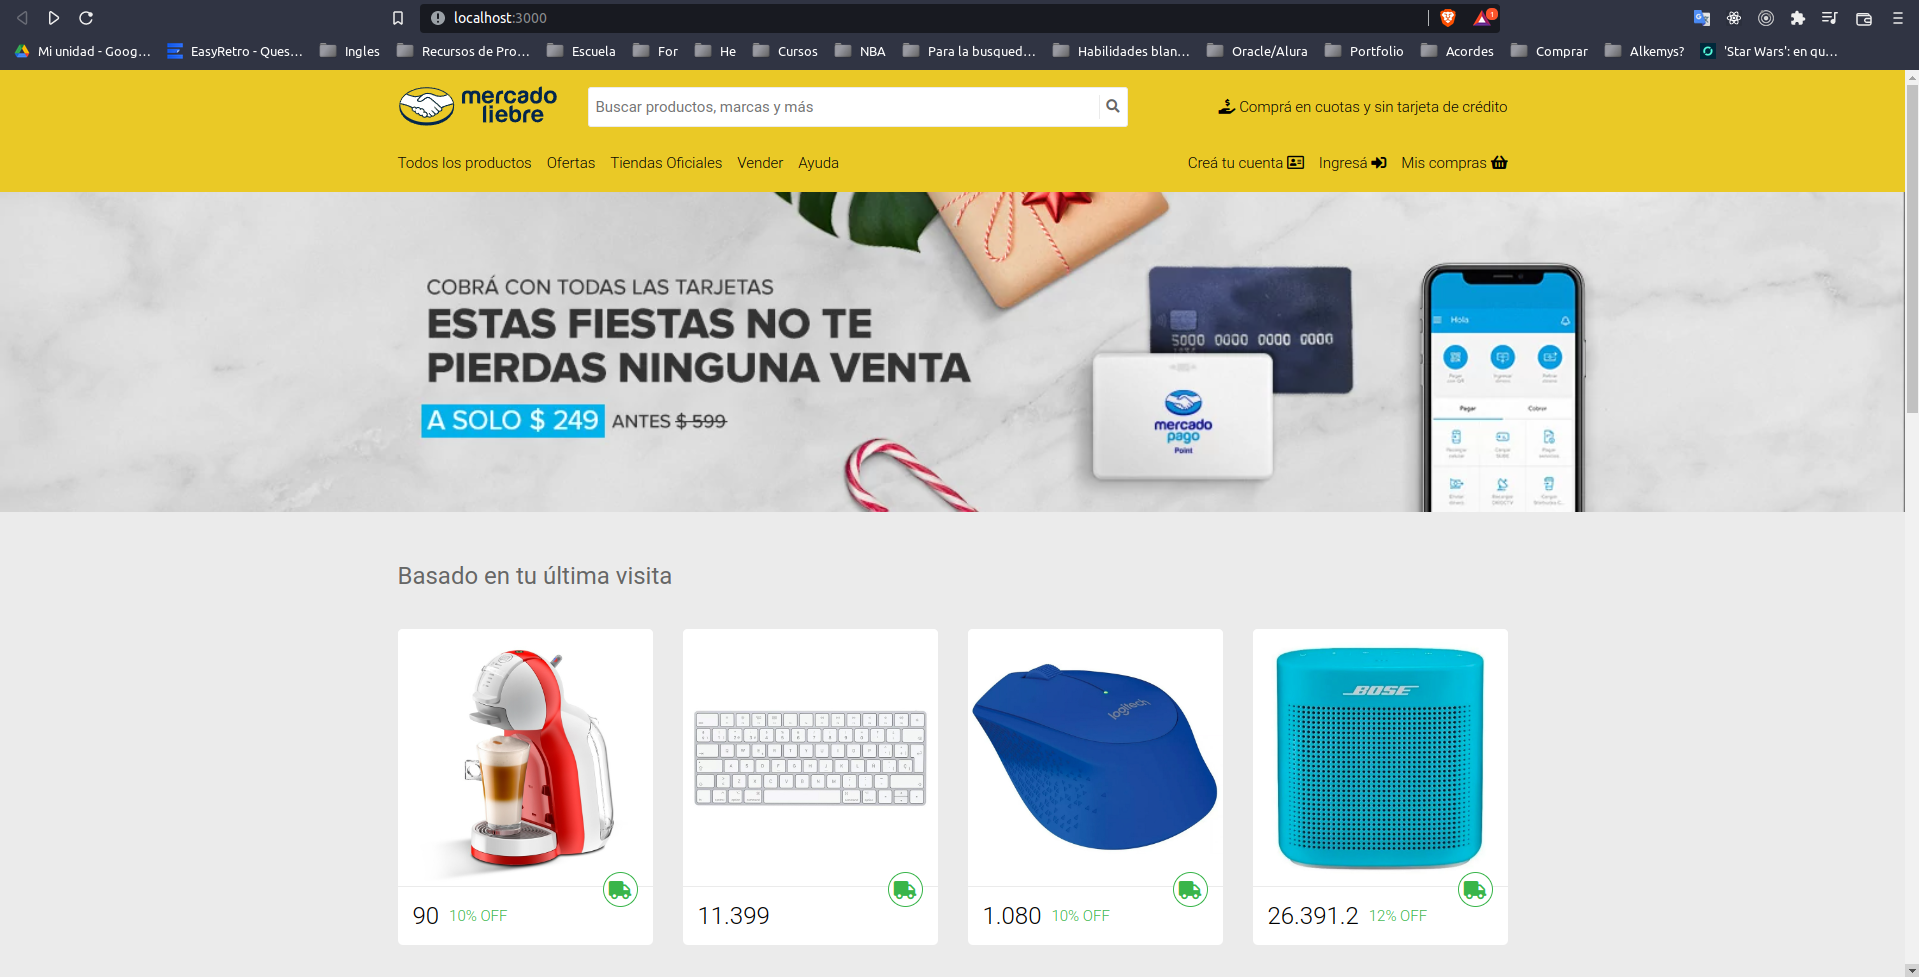 localhost:3000
1
Mi unidad - Goog...
EasyRetro - Ques...
Ingles
Recursos de Pro...
Escuela
For
He
Cursos
NBA
Para la busqued...
Habilidades blan...
Oracle/Alura
Portfolio
Acordes
Comprar
Alkemys?
'Star Wars': en qu...
mercado
liebre
Buscar productos, marcas y más
Comprá en cuotas y sin tarjeta de crédito
Todos los productos
Ofertas
Tiendas Oficiales
Vender
Ayuda
Creá tu cuenta
Ingresá
Mis compras
COBRÁ CON TODAS LAS TARJETAS
ESTAS FIESTAS NO TE
PIERDAS NINGUNA VENTA
A SOLO $ 249 ANTES $ 599
5000 0000 0000 0000
mercado
pago
Point
Hola
Pagar
Cobrar
Basado en tu última visita
logitech
BOSE
90 10% OFF
11.399
1.080 10% OFF
26.391.2 12% OFF